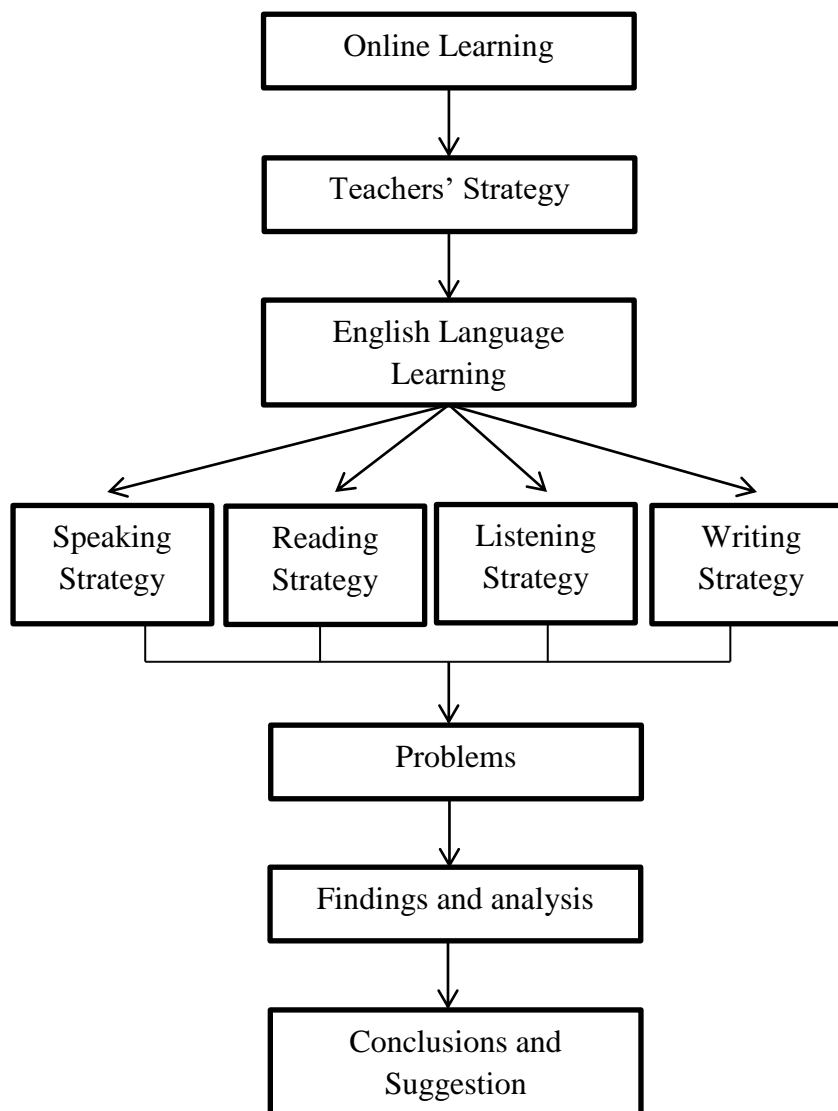 Online Learning
Teachers’ Strategy
English Language
Learning
Speaking
Strategy
Reading
Strategy
Listening
Strategy
Writing
Strategy
Problems
Findings and analysis
Conclusions and
Suggestion